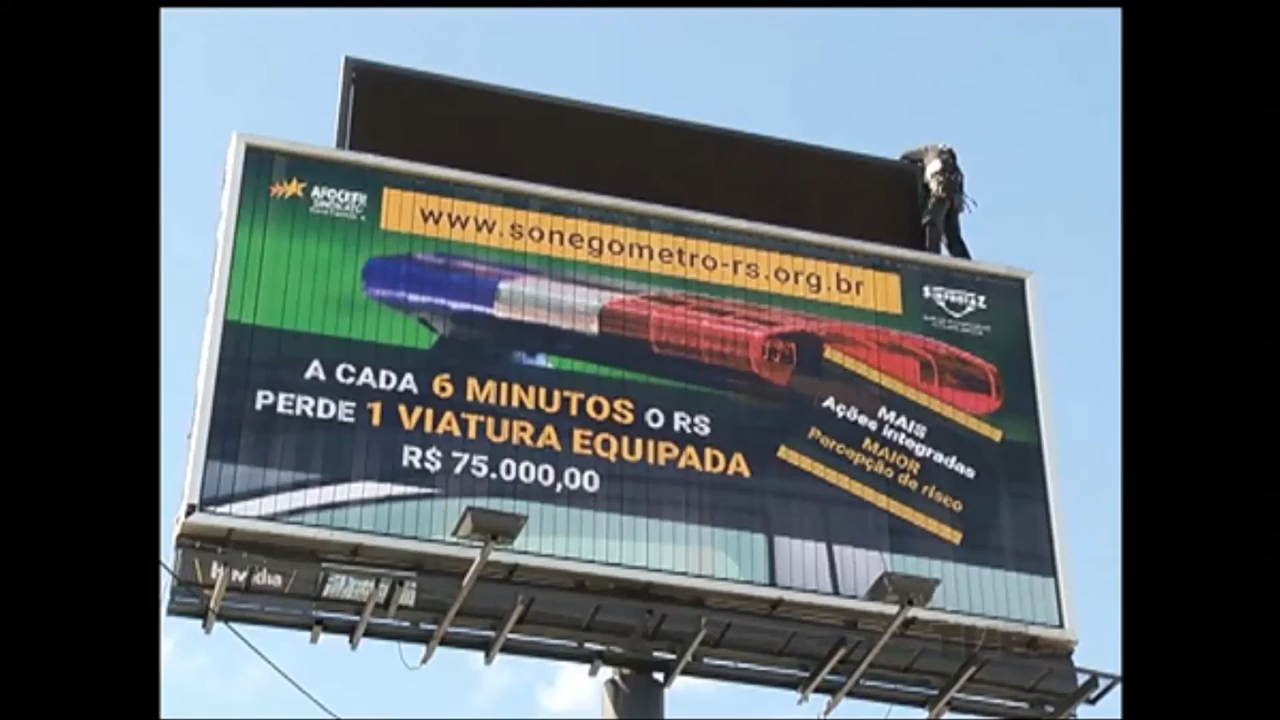 www.sonegometro-rs.org.br
AFOCEFE
SINDICATO
A CADA 6 MINUTOS O RS
PERDE 1 VIATURA EQUIPADA
R$ 75.000,00
MAIS
Ações integradas
MAIOR
Percepção de risco